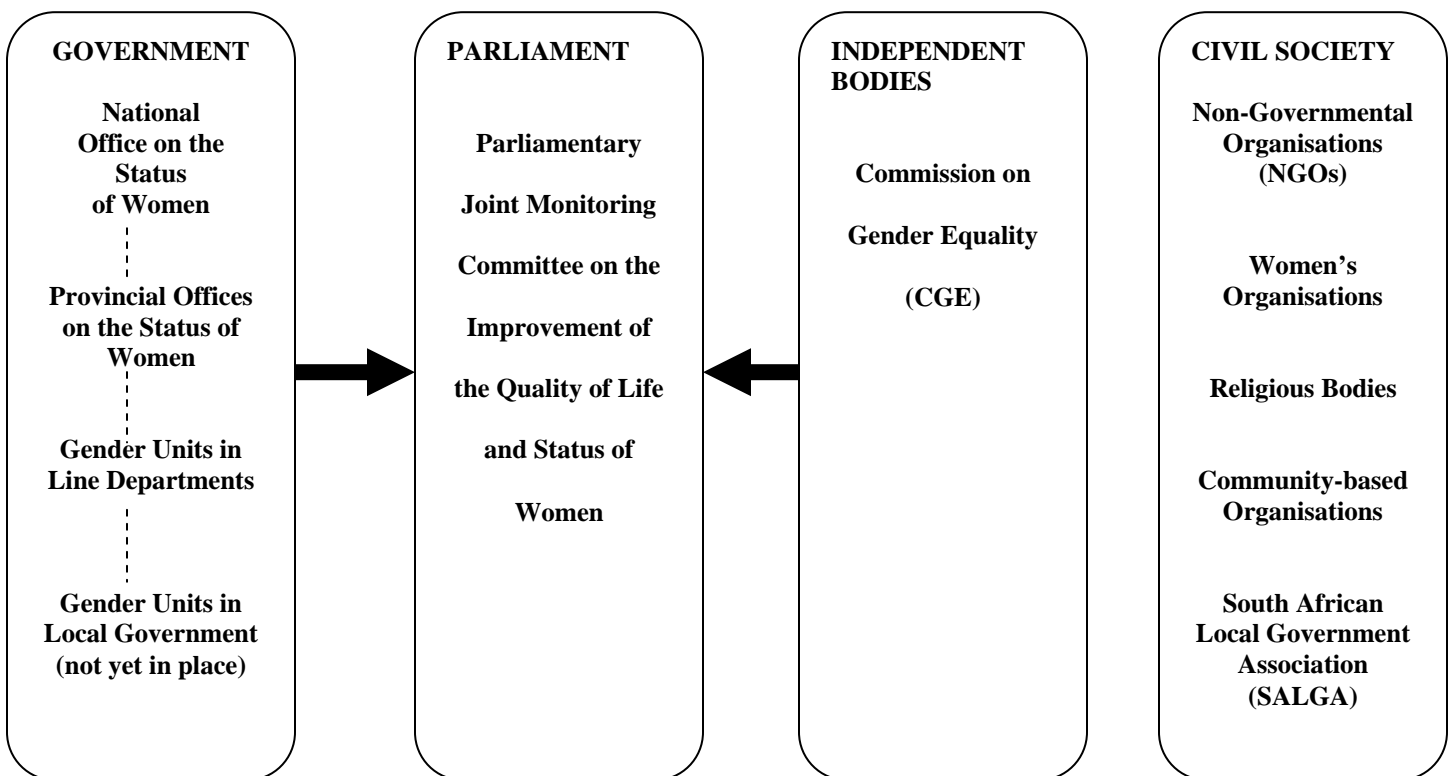 GOVERNMENT
National
Office on the
Status
of Women
Provincial Offices
on the Status of
Women
Gender Units in
Line Departments
Gender Units in
Local Government
(not yet in place)
PARLIAMENT
Parliamentary
Joint Monitoring
Committee on the
Improvement of
the Quality of Life
and Status of
Women
INDEPENDENT
BODIES
Commission on
Gender Equality
(CGE)
CIVIL SOCIETY
Non-Governmental
Organisations
(NGOs)
Women’s
Organisations
Religious Bodies
Community-based
Organisations
South African
Local Government
Association
(SALGA)